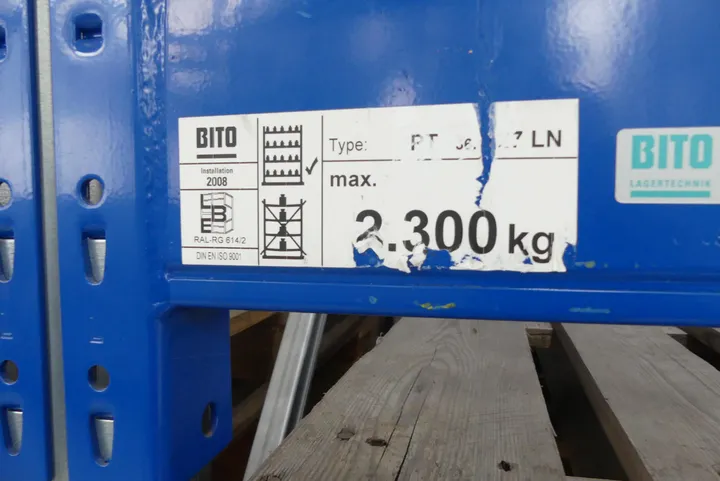 BITO
Installation
2008
RAL-RG 614/2
DIN EN ISO 9001
Type: LN
max.
2.300 kg
BITO
LAGERTECHNIK